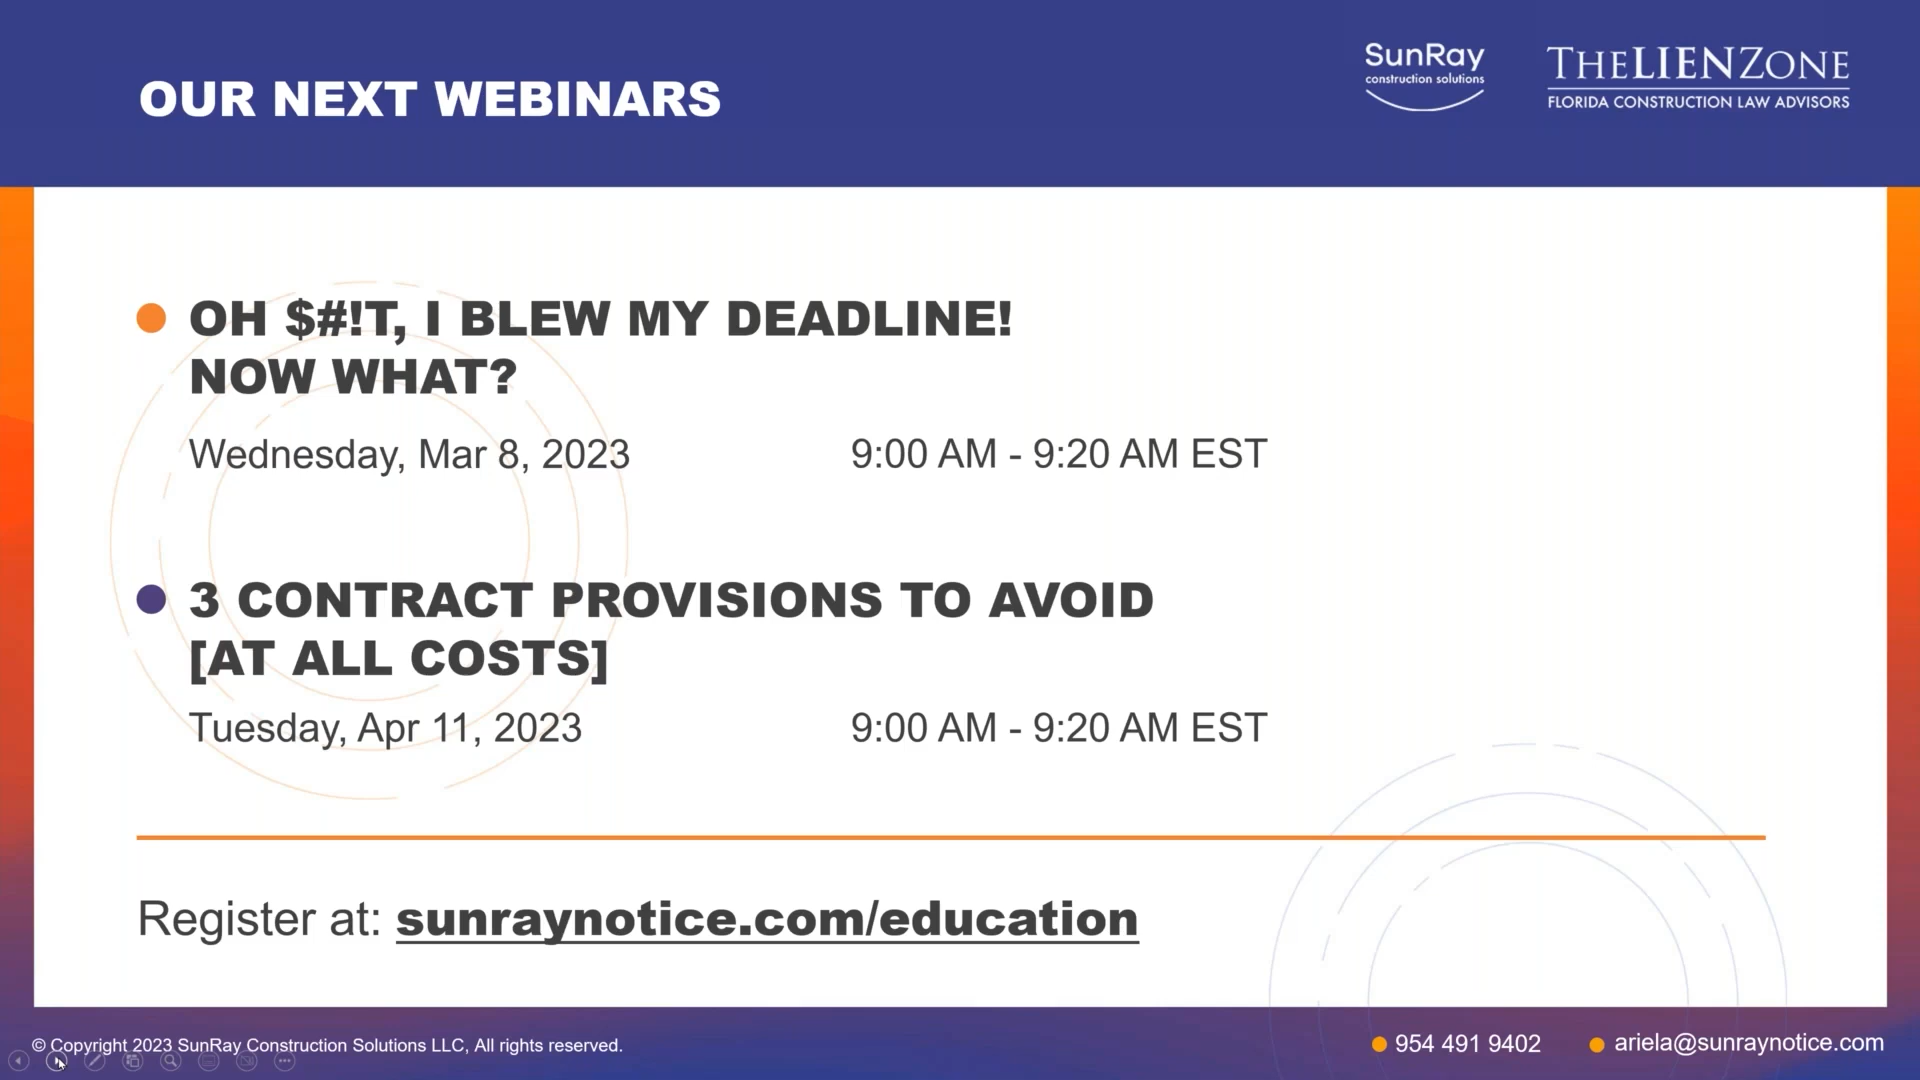 OUR NEXT WEBINARS
SunRay
construction solutions
THELIENZONE
FLORIDA CONSTRUCTION LAW ADVISORS
OH $#!T, I BLEW MY DEADLINE!
NOW WHAT?
Wednesday, Mar 8, 2023 9:00 AM - 9:20 AM EST
3 CONTRACT PROVISIONS TO AVOID
[AT ALL COSTS]
Tuesday, Apr 11, 2023 9:00 AM - 9:20 AM EST
Register at: sunraynotice.com/education
© Copyright 2023 SunRay Construction Solutions LLC, All rights reserved.
954 491 9402 ariela@sunraynotice.com